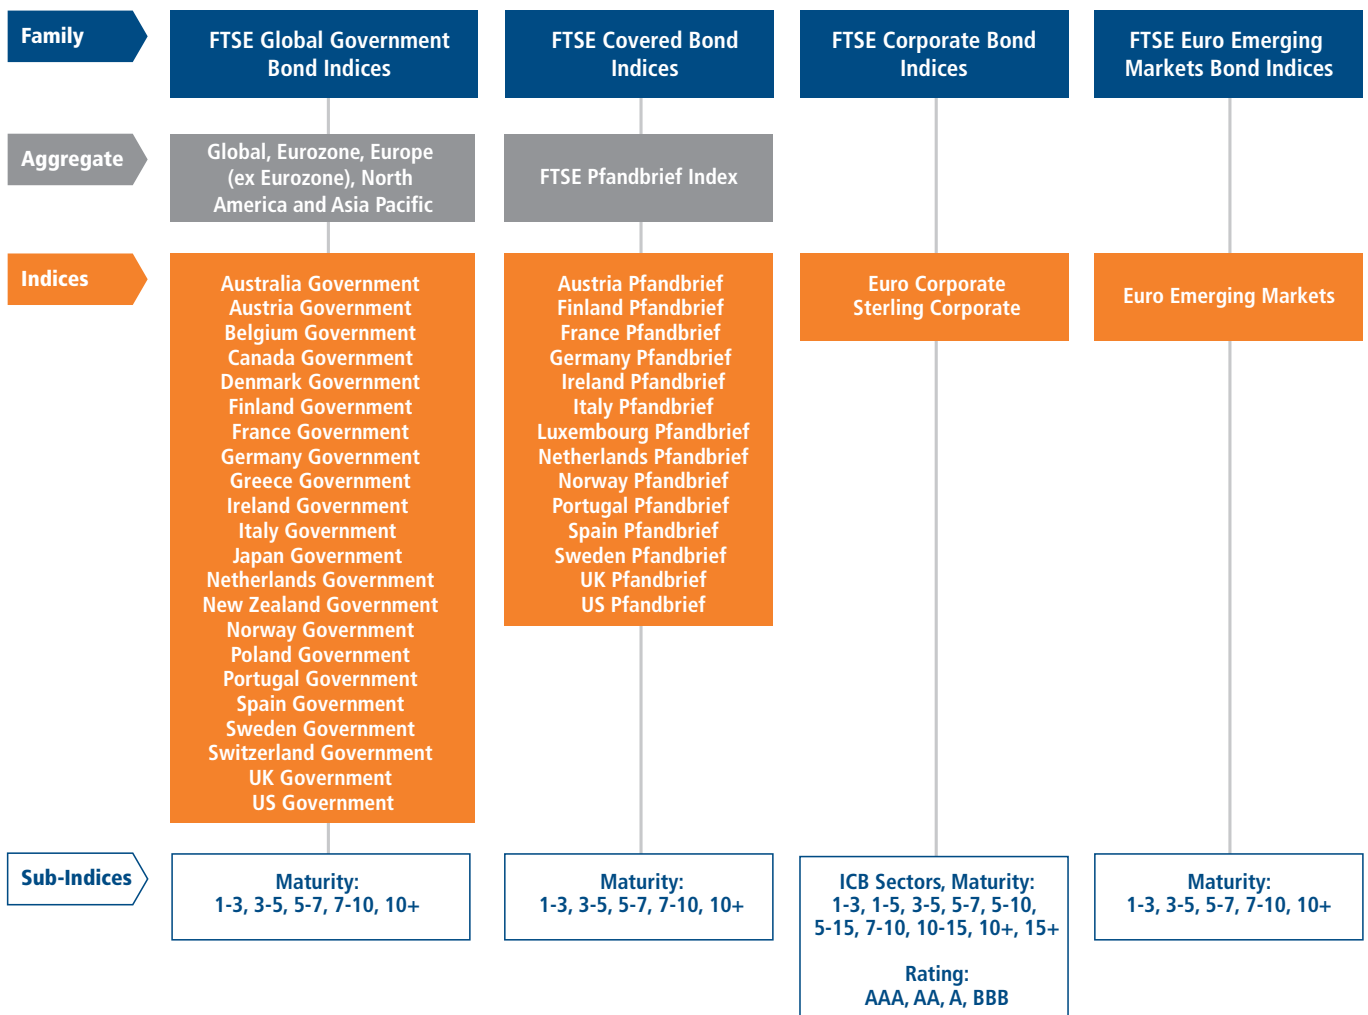 Family
FTSE Global Government
Bond Indices
FTSE Covered Bond
Indices
FTSE Corporate Bond
Indices
FTSE Euro Emerging
Markets Bond Indices
Aggregate
Global, Eurozone, Europe
(ex Eurozone), North
America and Asia Pacific
FTSE Pfandbrief Index
Indices
Australia Government
Austria Government
Belgium Government
Canada Government
Denmark Government
Finland Government
France Government
Germany Government
Greece Government
Ireland Government
Italy Government
Japan Government
Netherlands Government
New Zealand Government
Norway Government
Poland Government
Portugal Government
Spain Government
Sweden Government
Switzerland Government
UK Government
US Government
Austria Pfandbrief
Finland Pfandbrief
France Pfandbrief
Germany Pfandbrief
Ireland Pfandbrief
Italy Pfandbrief
Luxembourg Pfandbrief
Netherlands Pfandbrief
Norway Pfandbrief
Portugal Pfandbrief
Spain Pfandbrief
Sweden Pfandbrief
UK Pfandbrief
US Pfandbrief
Euro Corporate
Sterling Corporate
Euro Emerging Markets
Sub-Indices
Maturity:
1-3, 3-5, 5-7, 7-10, 10+
Maturity:
1-3, 3-5, 5-7, 7-10, 10+
ICB Sectors, Maturity:
1-3, 1-5, 3-5, 5-7, 5-10,
5-15, 7-10, 10-15, 10+, 15+
Rating:
AAA, AA, A, BBB
Maturity:
1-3, 3-5, 5-7, 7-10, 10+